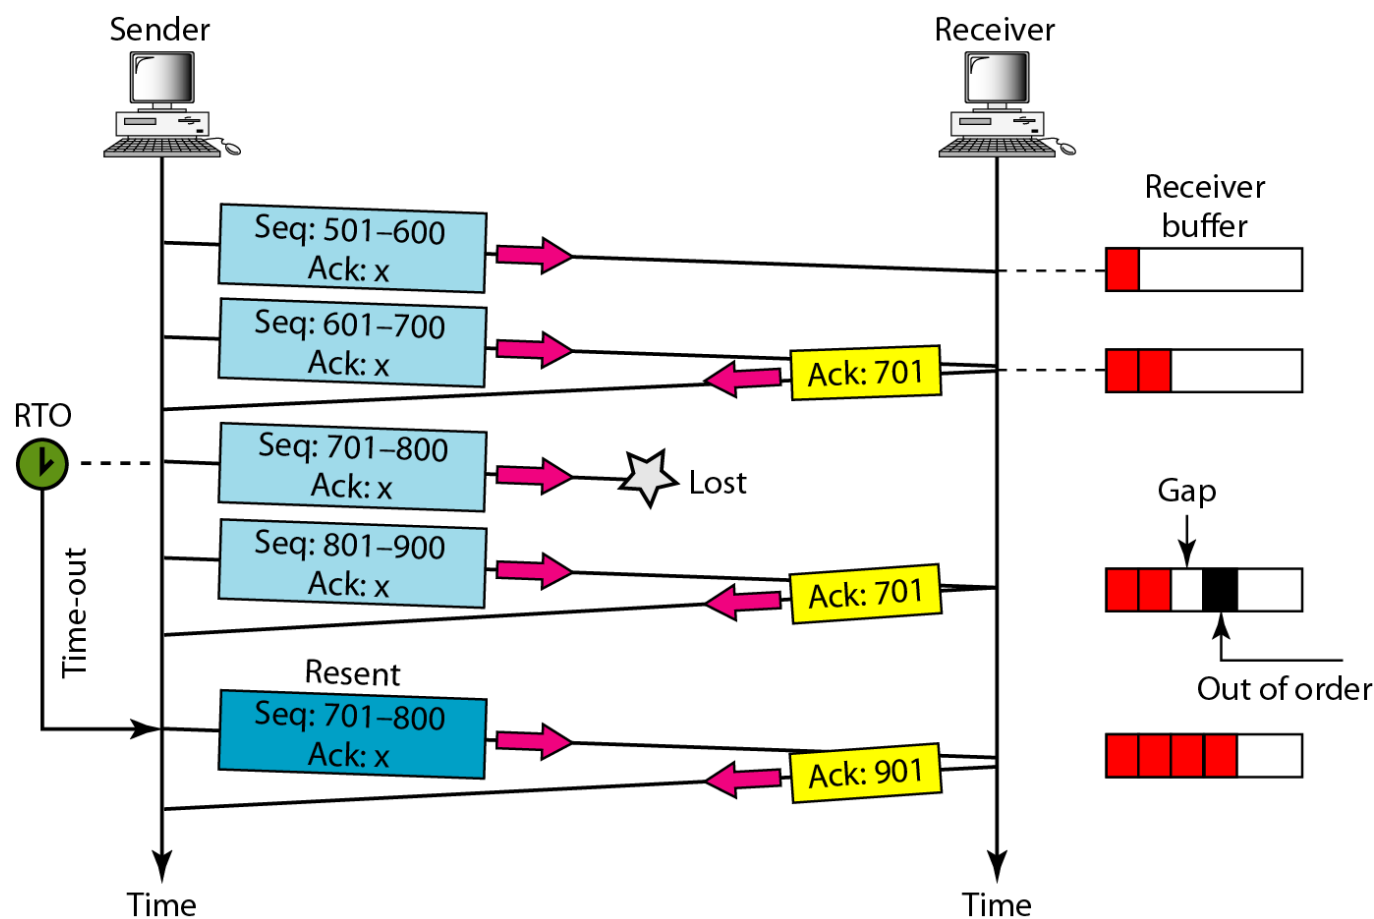 Sender
Receiver
Receiver
buffer
Seq: 501–600
Ack: x
Seq: 601–700
Ack: x
Ack: 701
RTO
Seq: 701–800
Ack: x
Lost
Gap
Time-out
Seq: 801–900
Ack: x
Ack: 701
Out of order
Resent
Seq: 701–800
Ack: x
Ack: 901
Time
Time